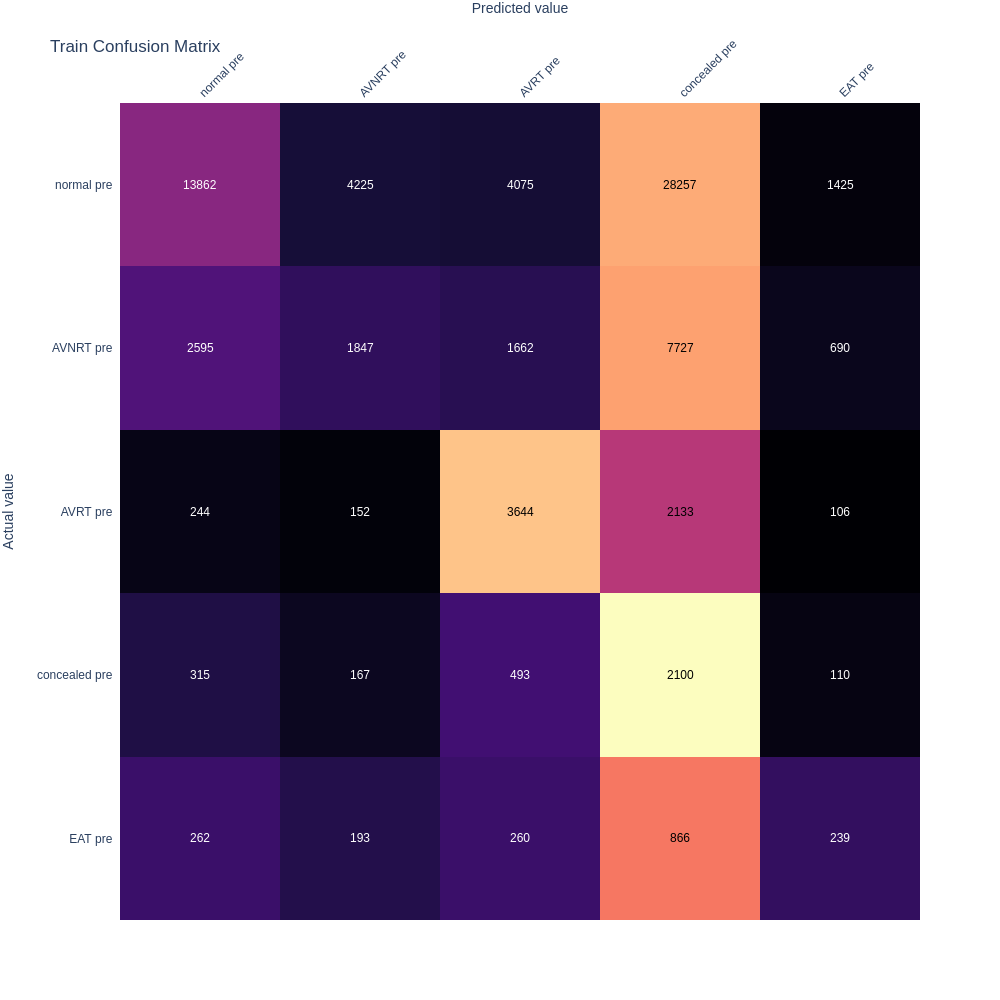 Predicted value
Train Confusion Matrix
normal pre AVNRT pre AVRT pre concealed pre EAT pre
normal pre 13862 4225 4075 28257 1425
AVNRT pre 2595 1847 1662 7727 690
AVRT pre 244 152 3644 2133 106
concealed pre 315 167 493 2100 110
EAT pre 262 193 260 866 239
Actual value